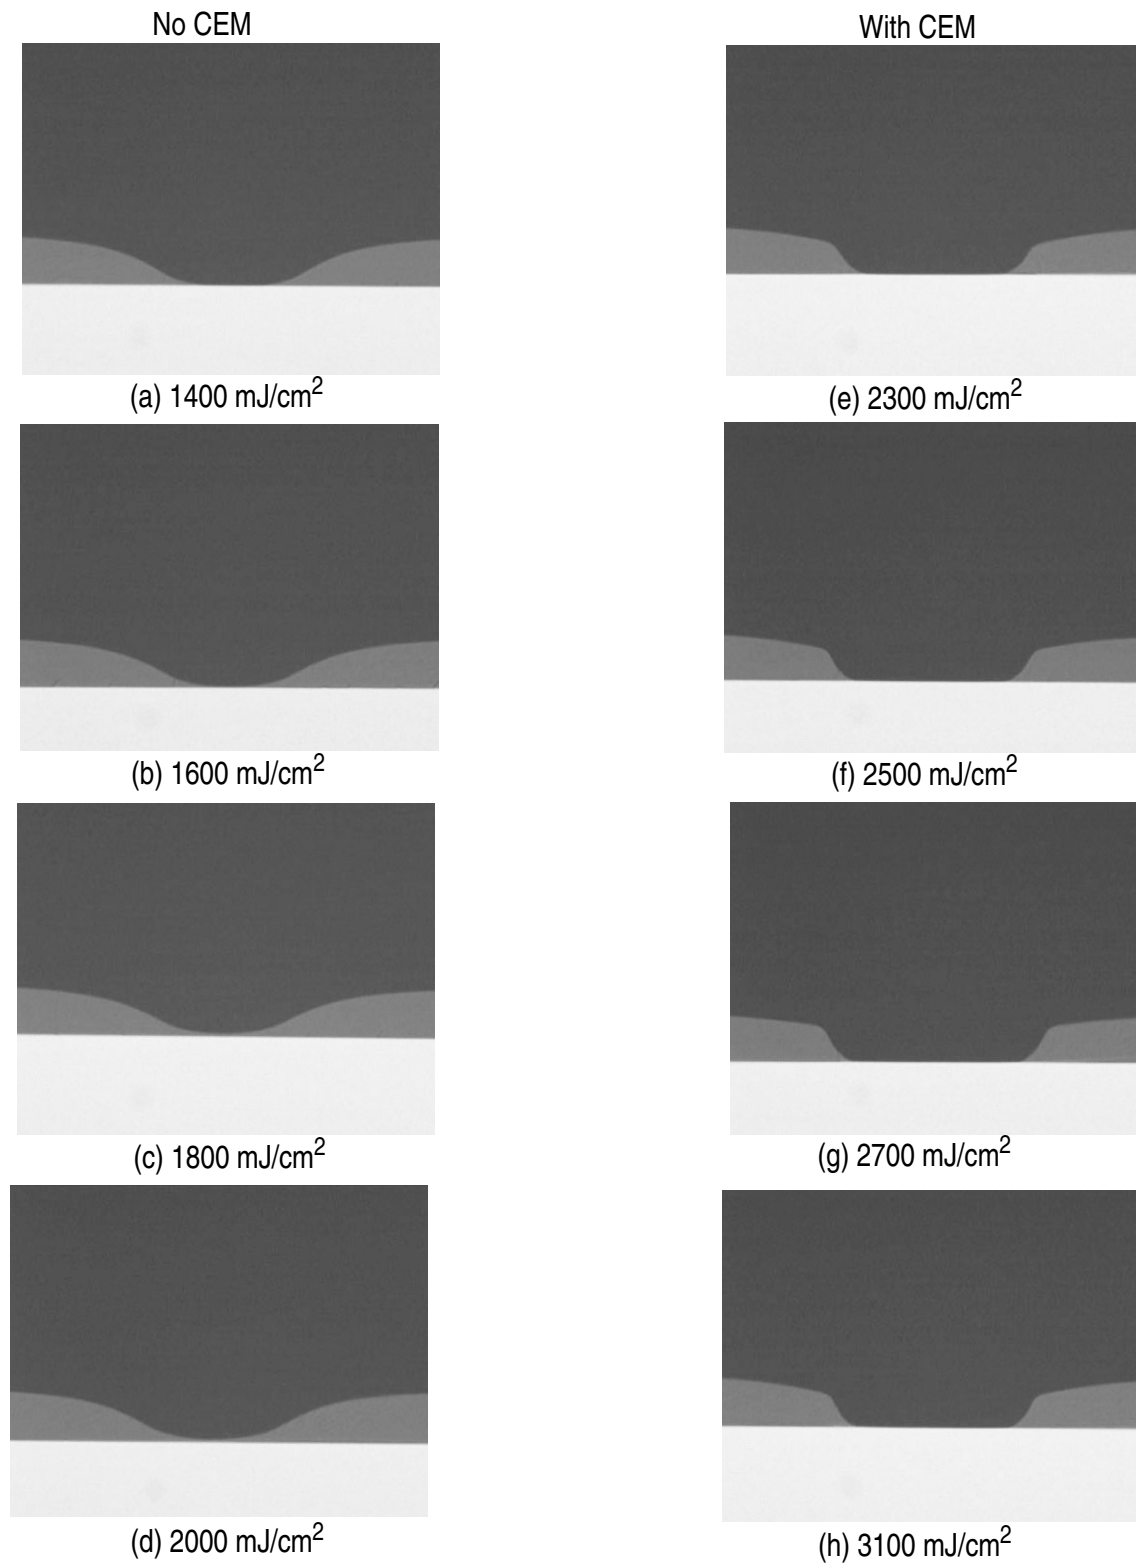 No CEM
With CEM
(a) 1400 mJ/cm²
(e) 2300 mJ/cm²
(b) 1600 mJ/cm²
(f) 2500 mJ/cm²
(c) 1800 mJ/cm²
(g) 2700 mJ/cm²
(d) 2000 mJ/cm²
(h) 3100 mJ/cm²